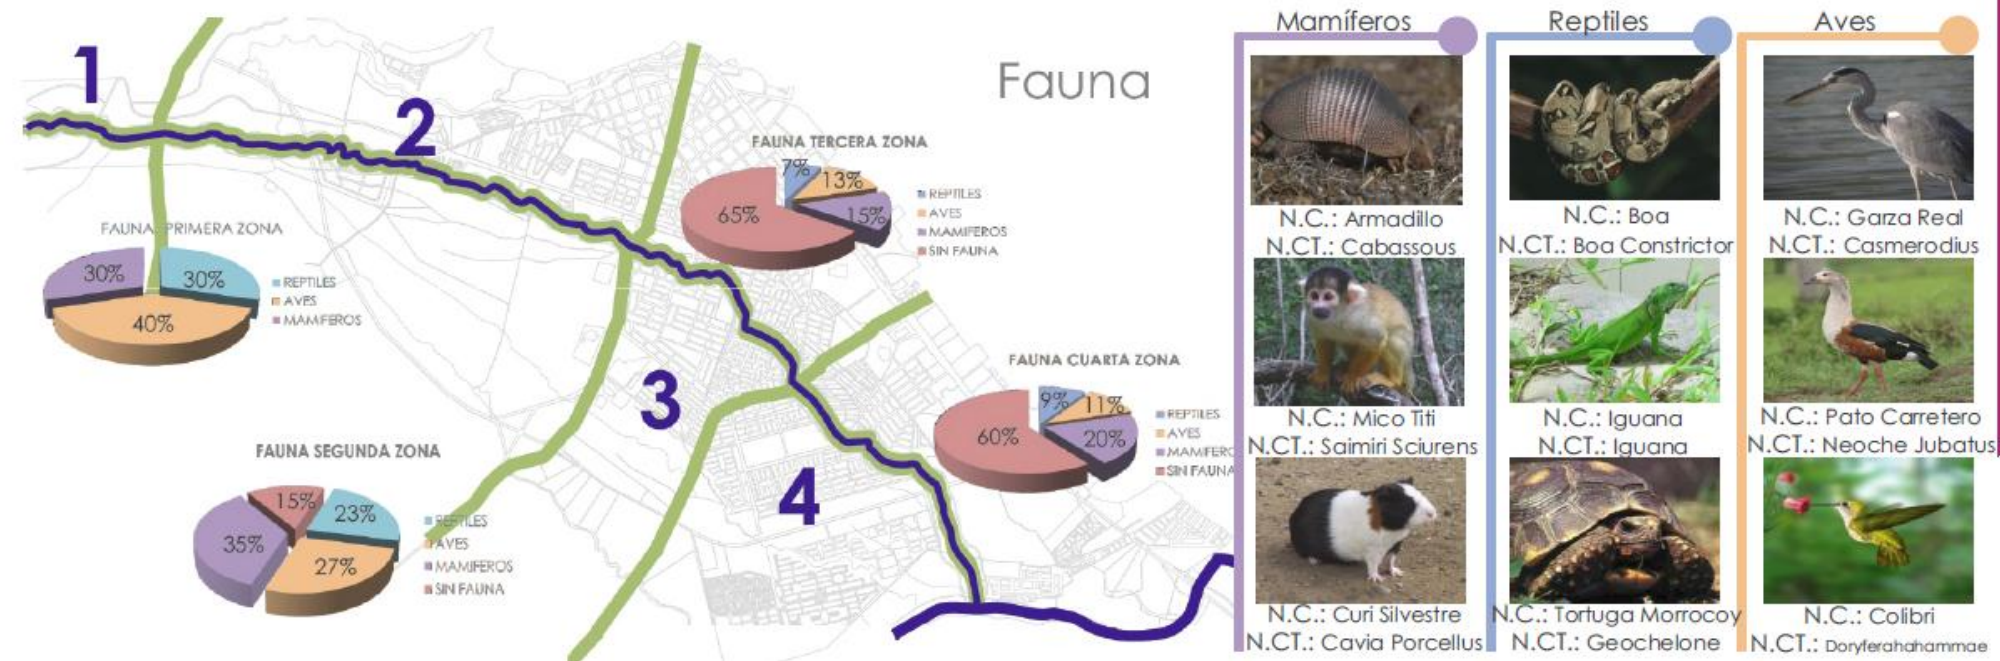 1
2
3
4
Fauna
FAUNA PRIMERA ZONA
30%
30%
40%
REPTILES
AVES
MAMIFEROS
FAUNA SEGUNDA ZONA
15%
23%
35%
27%
REPTILES
AVES
MAMIFEROS
SIN FAUNA
FAUNA TERCERA ZONA
7%
13%
15%
65%
REPTILES
AVES
MAMIFEROS
SIN FAUNA
FAUNA CUARTA ZONA
9%
11%
20%
60%
REPTILES
AVES
MAMIFERO
SIN FAUNA
Mamíferos
N.C.: Armadillo
N.CT.: Cabassous
N.C.: Mico Titi
N.CT.: Saimiri Sciurens
N.C.: Curi Silvestre
N.CT.: Cavia Porcellus
Reptiles
N.C.: Boa
N.CT.: Boa Constrictor
N.C.: Iguana
N.CT.: Iguana
N.C.: Tortuga Morrocoy
N.CT.: Geochelone
Aves
N.C.: Garza Real
N.CT.: Casmerodius
N.C.: Pato Carretero
N.CT.: Neoche Jubatus
N.C.: Colibri
N.CT.: Doryferahahammae